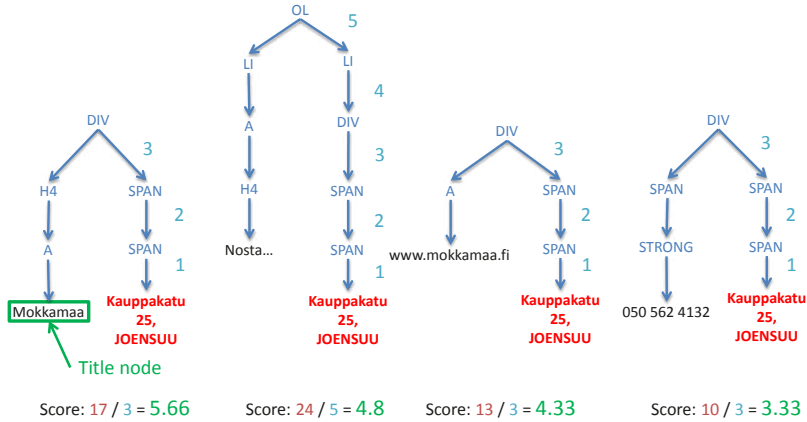 OL
5
LI
LI
4
DIV
A
DIV
DIV
DIV
3
3
3
3
H4
SPAN
H4
SPAN
A
SPAN
SPAN
SPAN
2
2
2
2
A
SPAN
Nosta...
SPAN
www.mokkamaa.fi
SPAN
STRONG
SPAN
1
1
1
1
Mokkamaa
Kauppakatu
25,
JOENSUU
Kauppakatu
25,
JOENSUU
Kauppakatu
25,
JOENSUU
050 562 4132
Kauppakatu
25,
JOENSUU
Title node
Score: 17 / 3 = 5.66
Score: 24 / 5 = 4.8
Score: 13 / 3 = 4.33
Score: 10 / 3 = 3.33